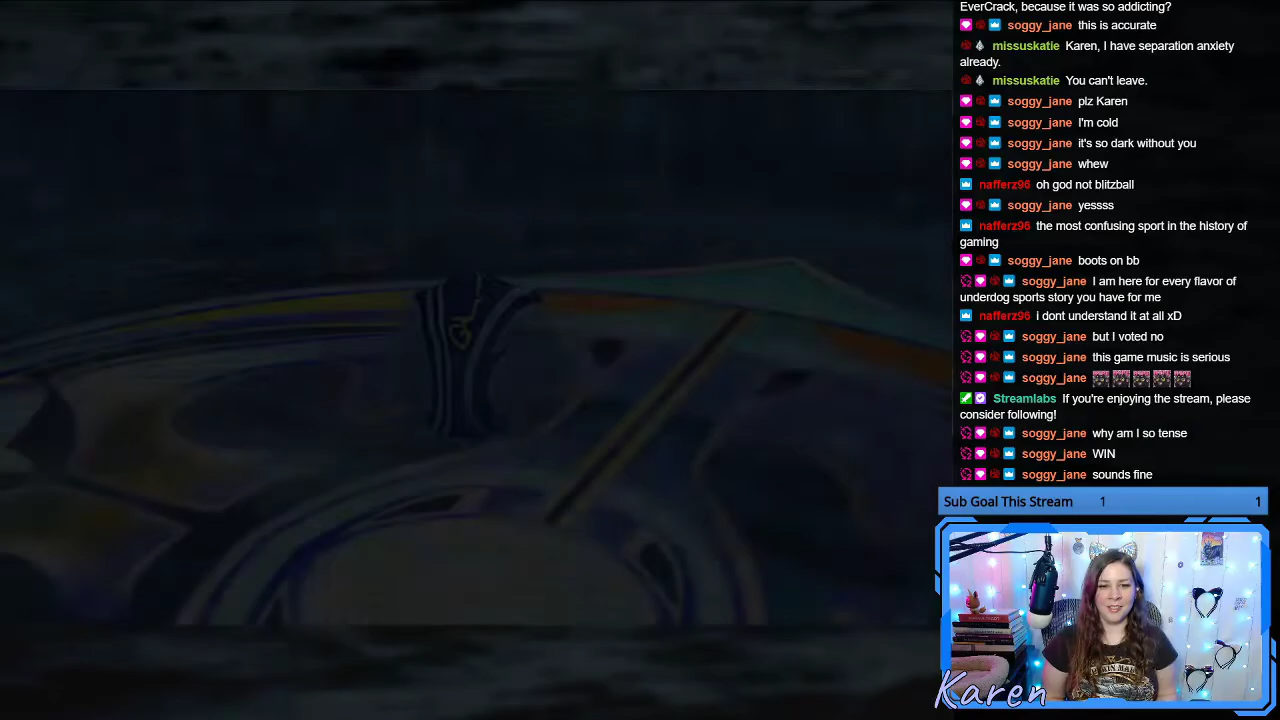 EverCrack, because it was so addicting?
soggy_jane this is accurate
missuskatie Karen, I have separation anxiety
already.
missuskatie You can't leave.
soggy_jane plz Karen
soggy_jane I'm cold
soggy_jane it's so dark without you
soggy_jane whew
nafferz96 oh god not blitzball
soggy_jane yessss
nafferz96 the most confusing sport in the history of
gaming
soggy_jane boots on bb
soggy_jane I am here for every flavor of
underdog sports story you have for me
nafferz96 i dont understand it at all xD
soggy_jane but I voted no
soggy_jane this game music is serious
soggy_jane
Streamlabs If you're enjoying the stream, please
consider following!
soggy_jane why am I so tense
soggy_jane WIN
soggy_jane sounds fine
Sub Goal This Stream 1 1
Karen